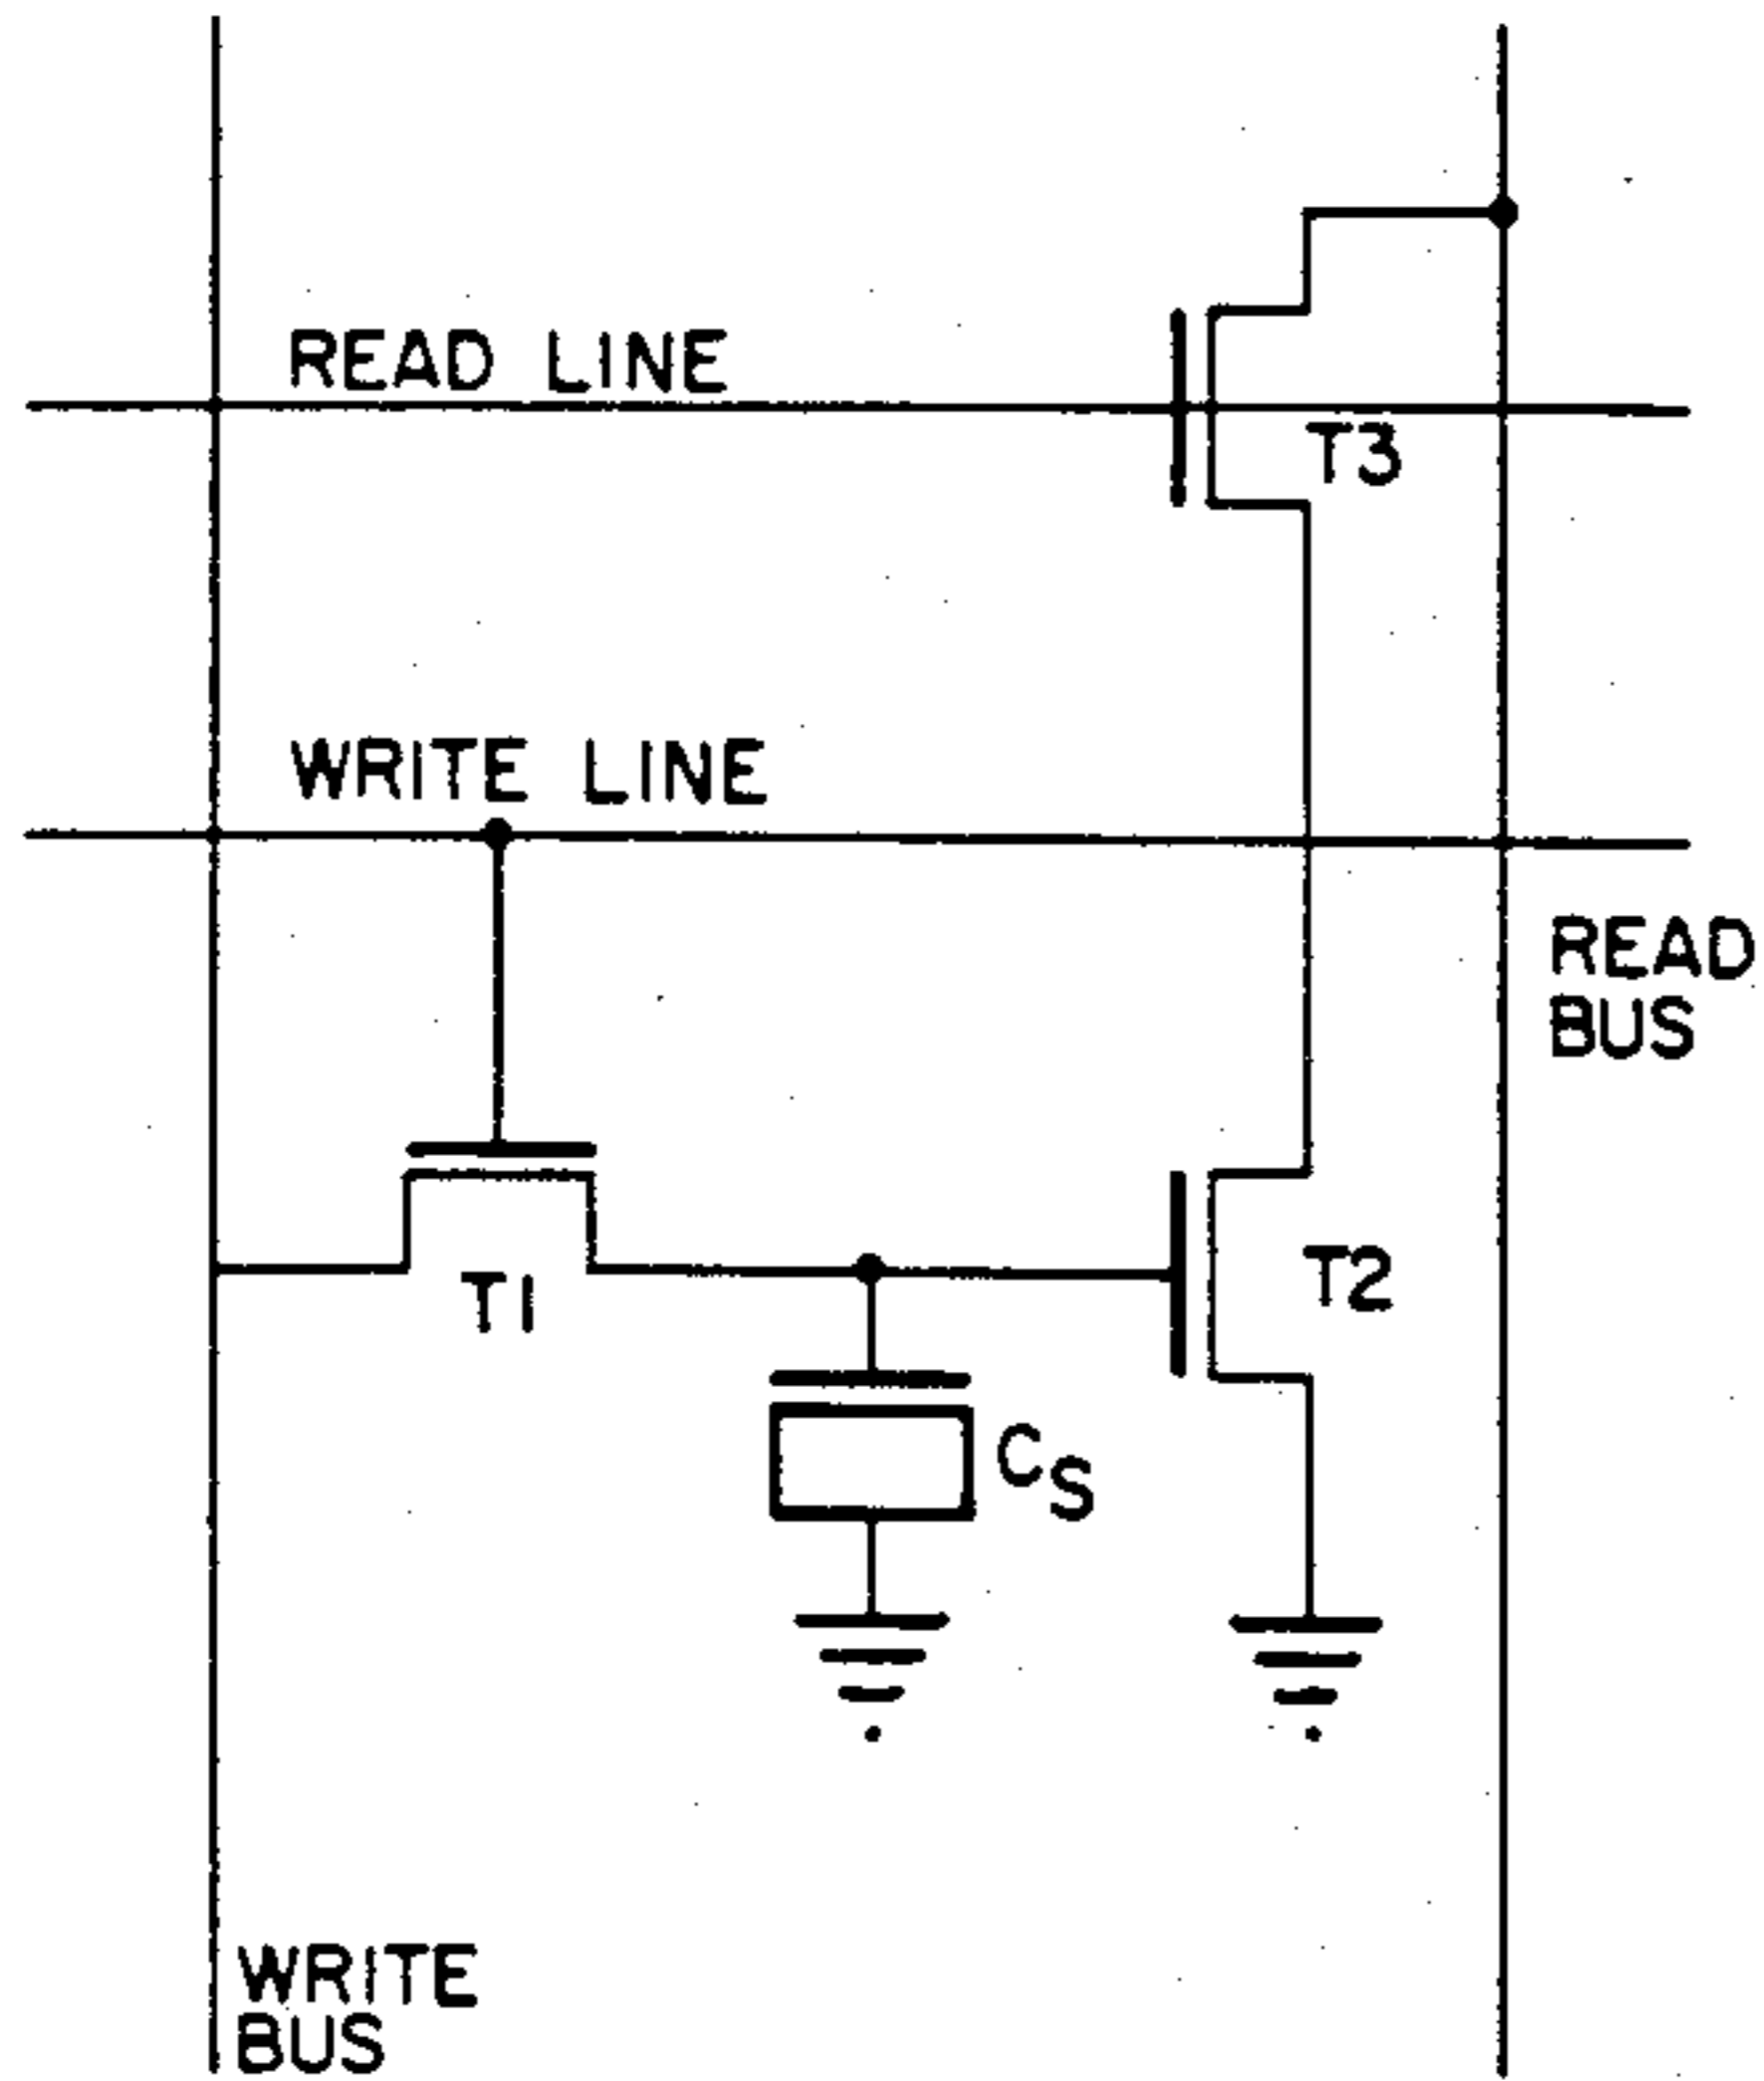 READ LINE
T3
WRITE LINE
READ
BUS
T1
T2
CS
WRITE
BUS